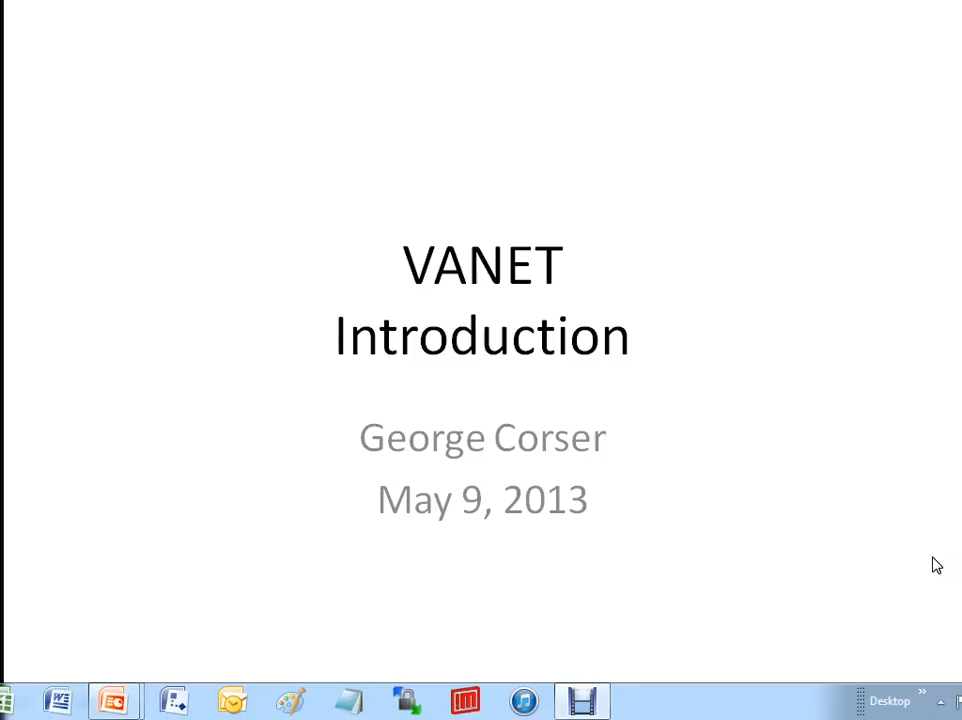 VANET
Introduction
George Corser
May 9, 2013
Desktop